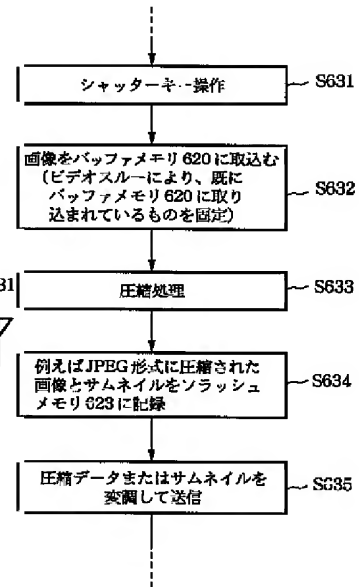 シャッターキー操作
S631
画像をバッファメモリ620に取込む
(ビデオスルーにより、既に
バッファメモリ620に取り
込まれているものを固定)
S632
31
圧縮処理
S633
例えばJPEG形式に圧縮された
画像とサムネイルをフラッシュ
メモリ623に記録
S634
圧縮データまたはサムネイルを
変調して送信
S635